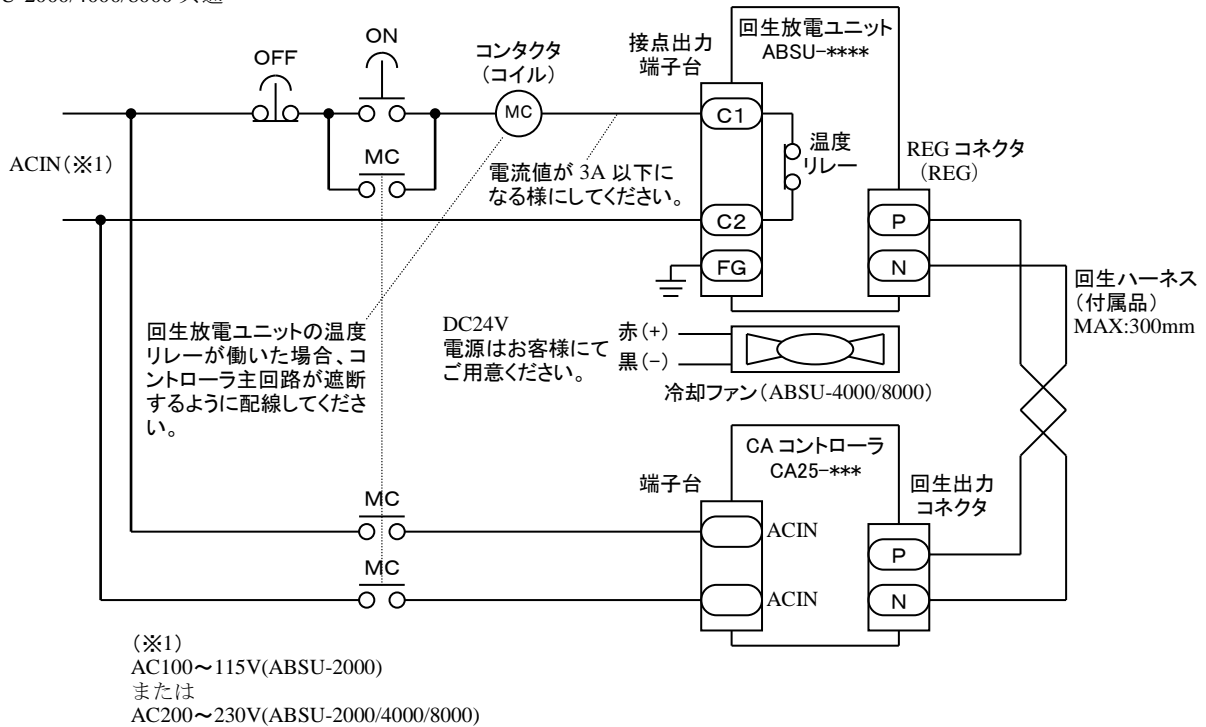 U-2000/4000/8000 共通
回生放電ユニット
ABSU-****
接点出力
端子台
OFF
ON
コンタクタ
（コイル）
MC
C1
温度
リレー
REG コネクタ
（REG）
ACIN（※1）
MC
電流値が 3A 以下に
なる様にしてください。
C2
P
FG
N
回生ハーネス
（付属品）
MAX:300mm
回生放電ユニットの温度
リレーが働いた場合、コ
ントローラ主回路が遮断
するように配線してくださ
い。
DC24V
電源はお客様にて
ご用意ください。
赤（+）
黒（−）
冷却ファン（ABSU-4000/8000）
CA コントローラ
CA25-***
端子台
回生出力
コネクタ
MC
ACIN
P
MC
ACIN
N
（※1）
AC100～115V(ABSU-2000)
または
AC200～230V(ABSU-2000/4000/8000)